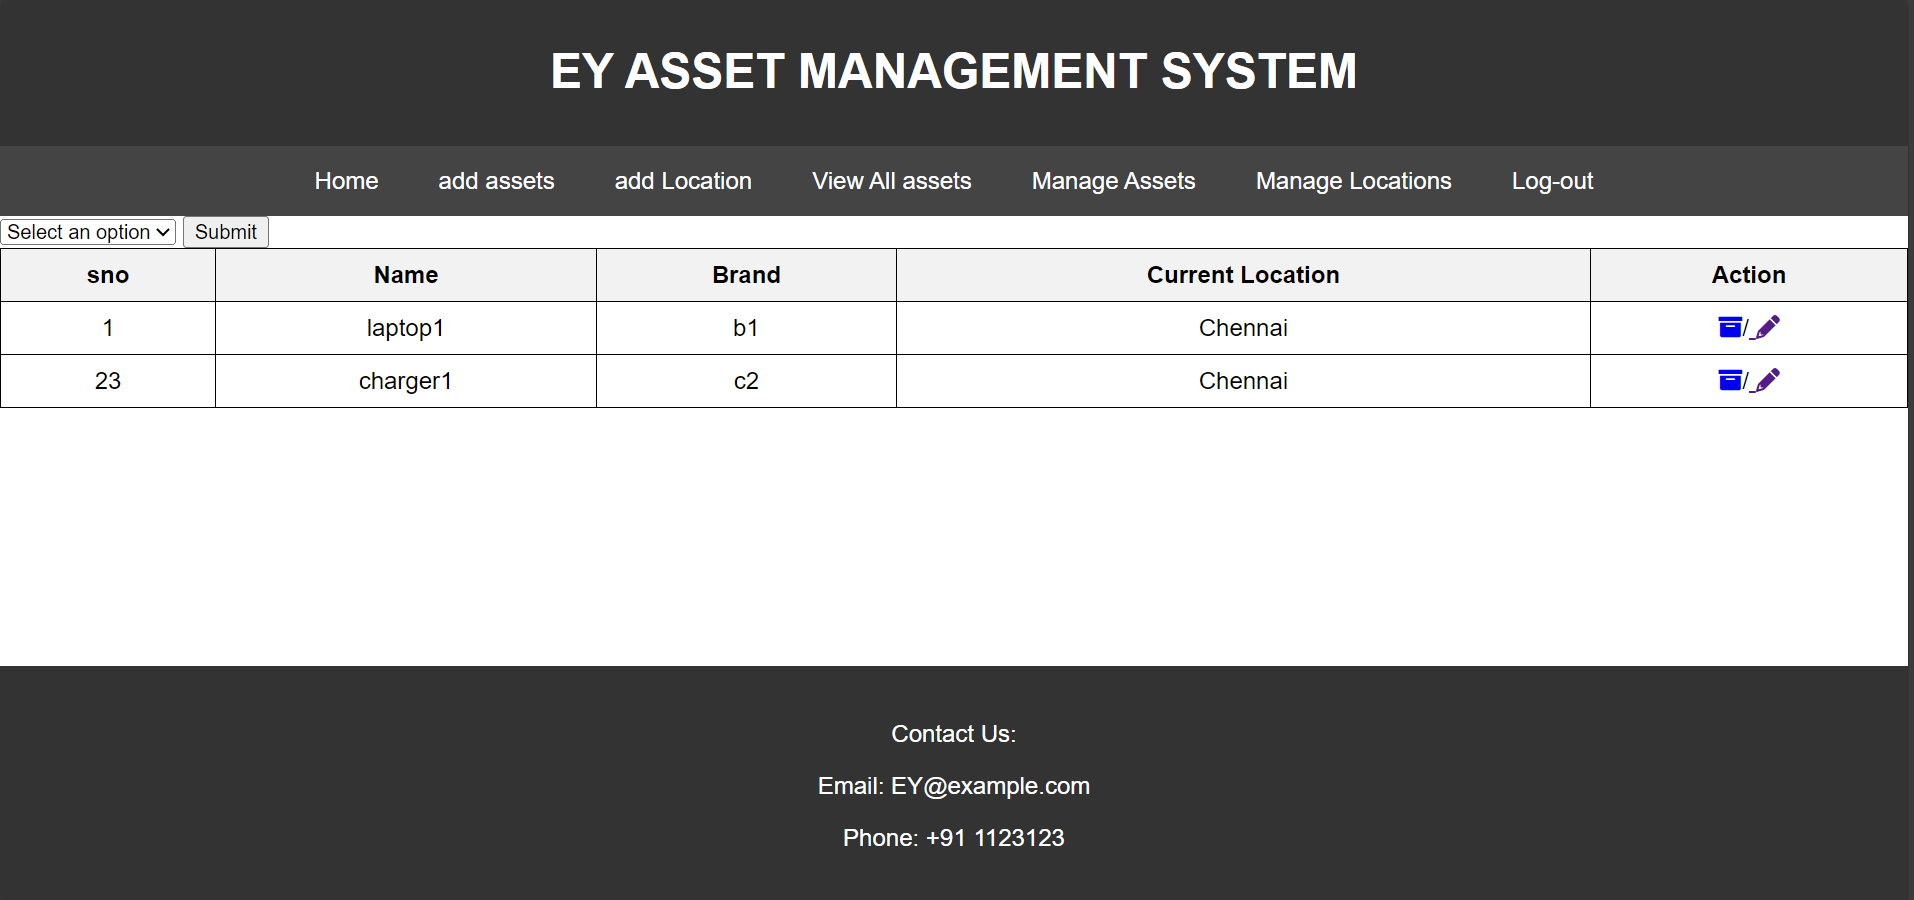 EY ASSET MANAGEMENT SYSTEM
Home add assets add Location View All assets Manage Assets Manage Locations Log-out
Select an option Submit
sno Name Brand Current Location Action
1 laptop1 b1 Chennai /
23 charger1 c2 Chennai /
Contact Us:
Email: EY@example.com
Phone: +91 1123123